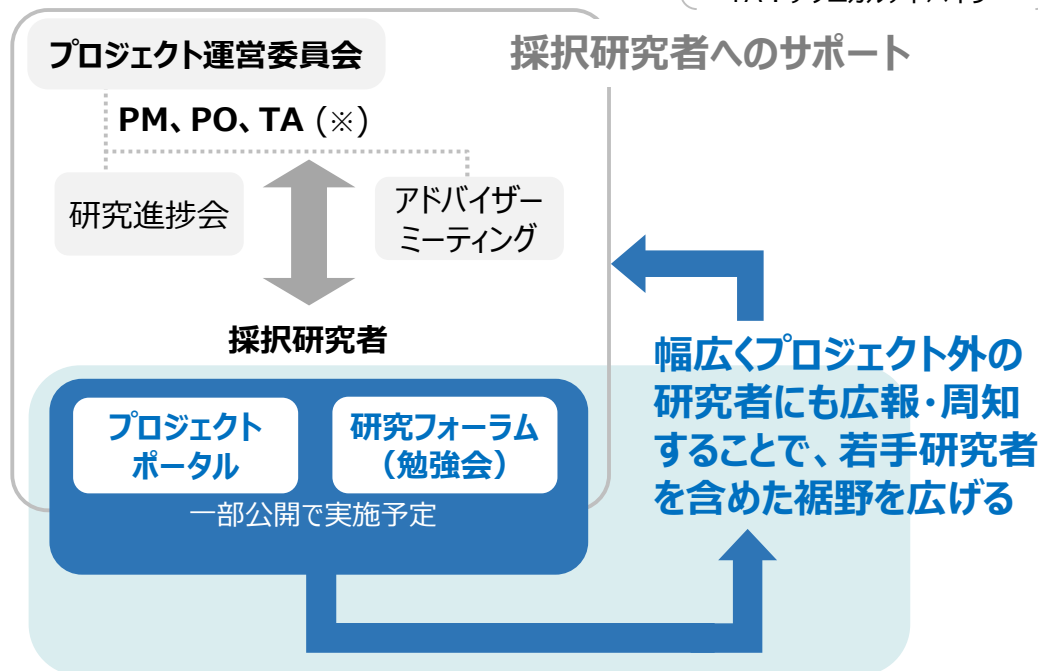 プロジェクト運営委員会
採択研究者へのサポート
PM、PO、TA (※)
研究進捗会
アドバイザー
ミーティング
採択研究者
プロジェクト
ポータル
研究フォーラム
（勉強会）
一部公開で実施予定
幅広くプロジェクト外の
研究者にも広報・周知
することで、若手研究者
を含めた裾野を広げる